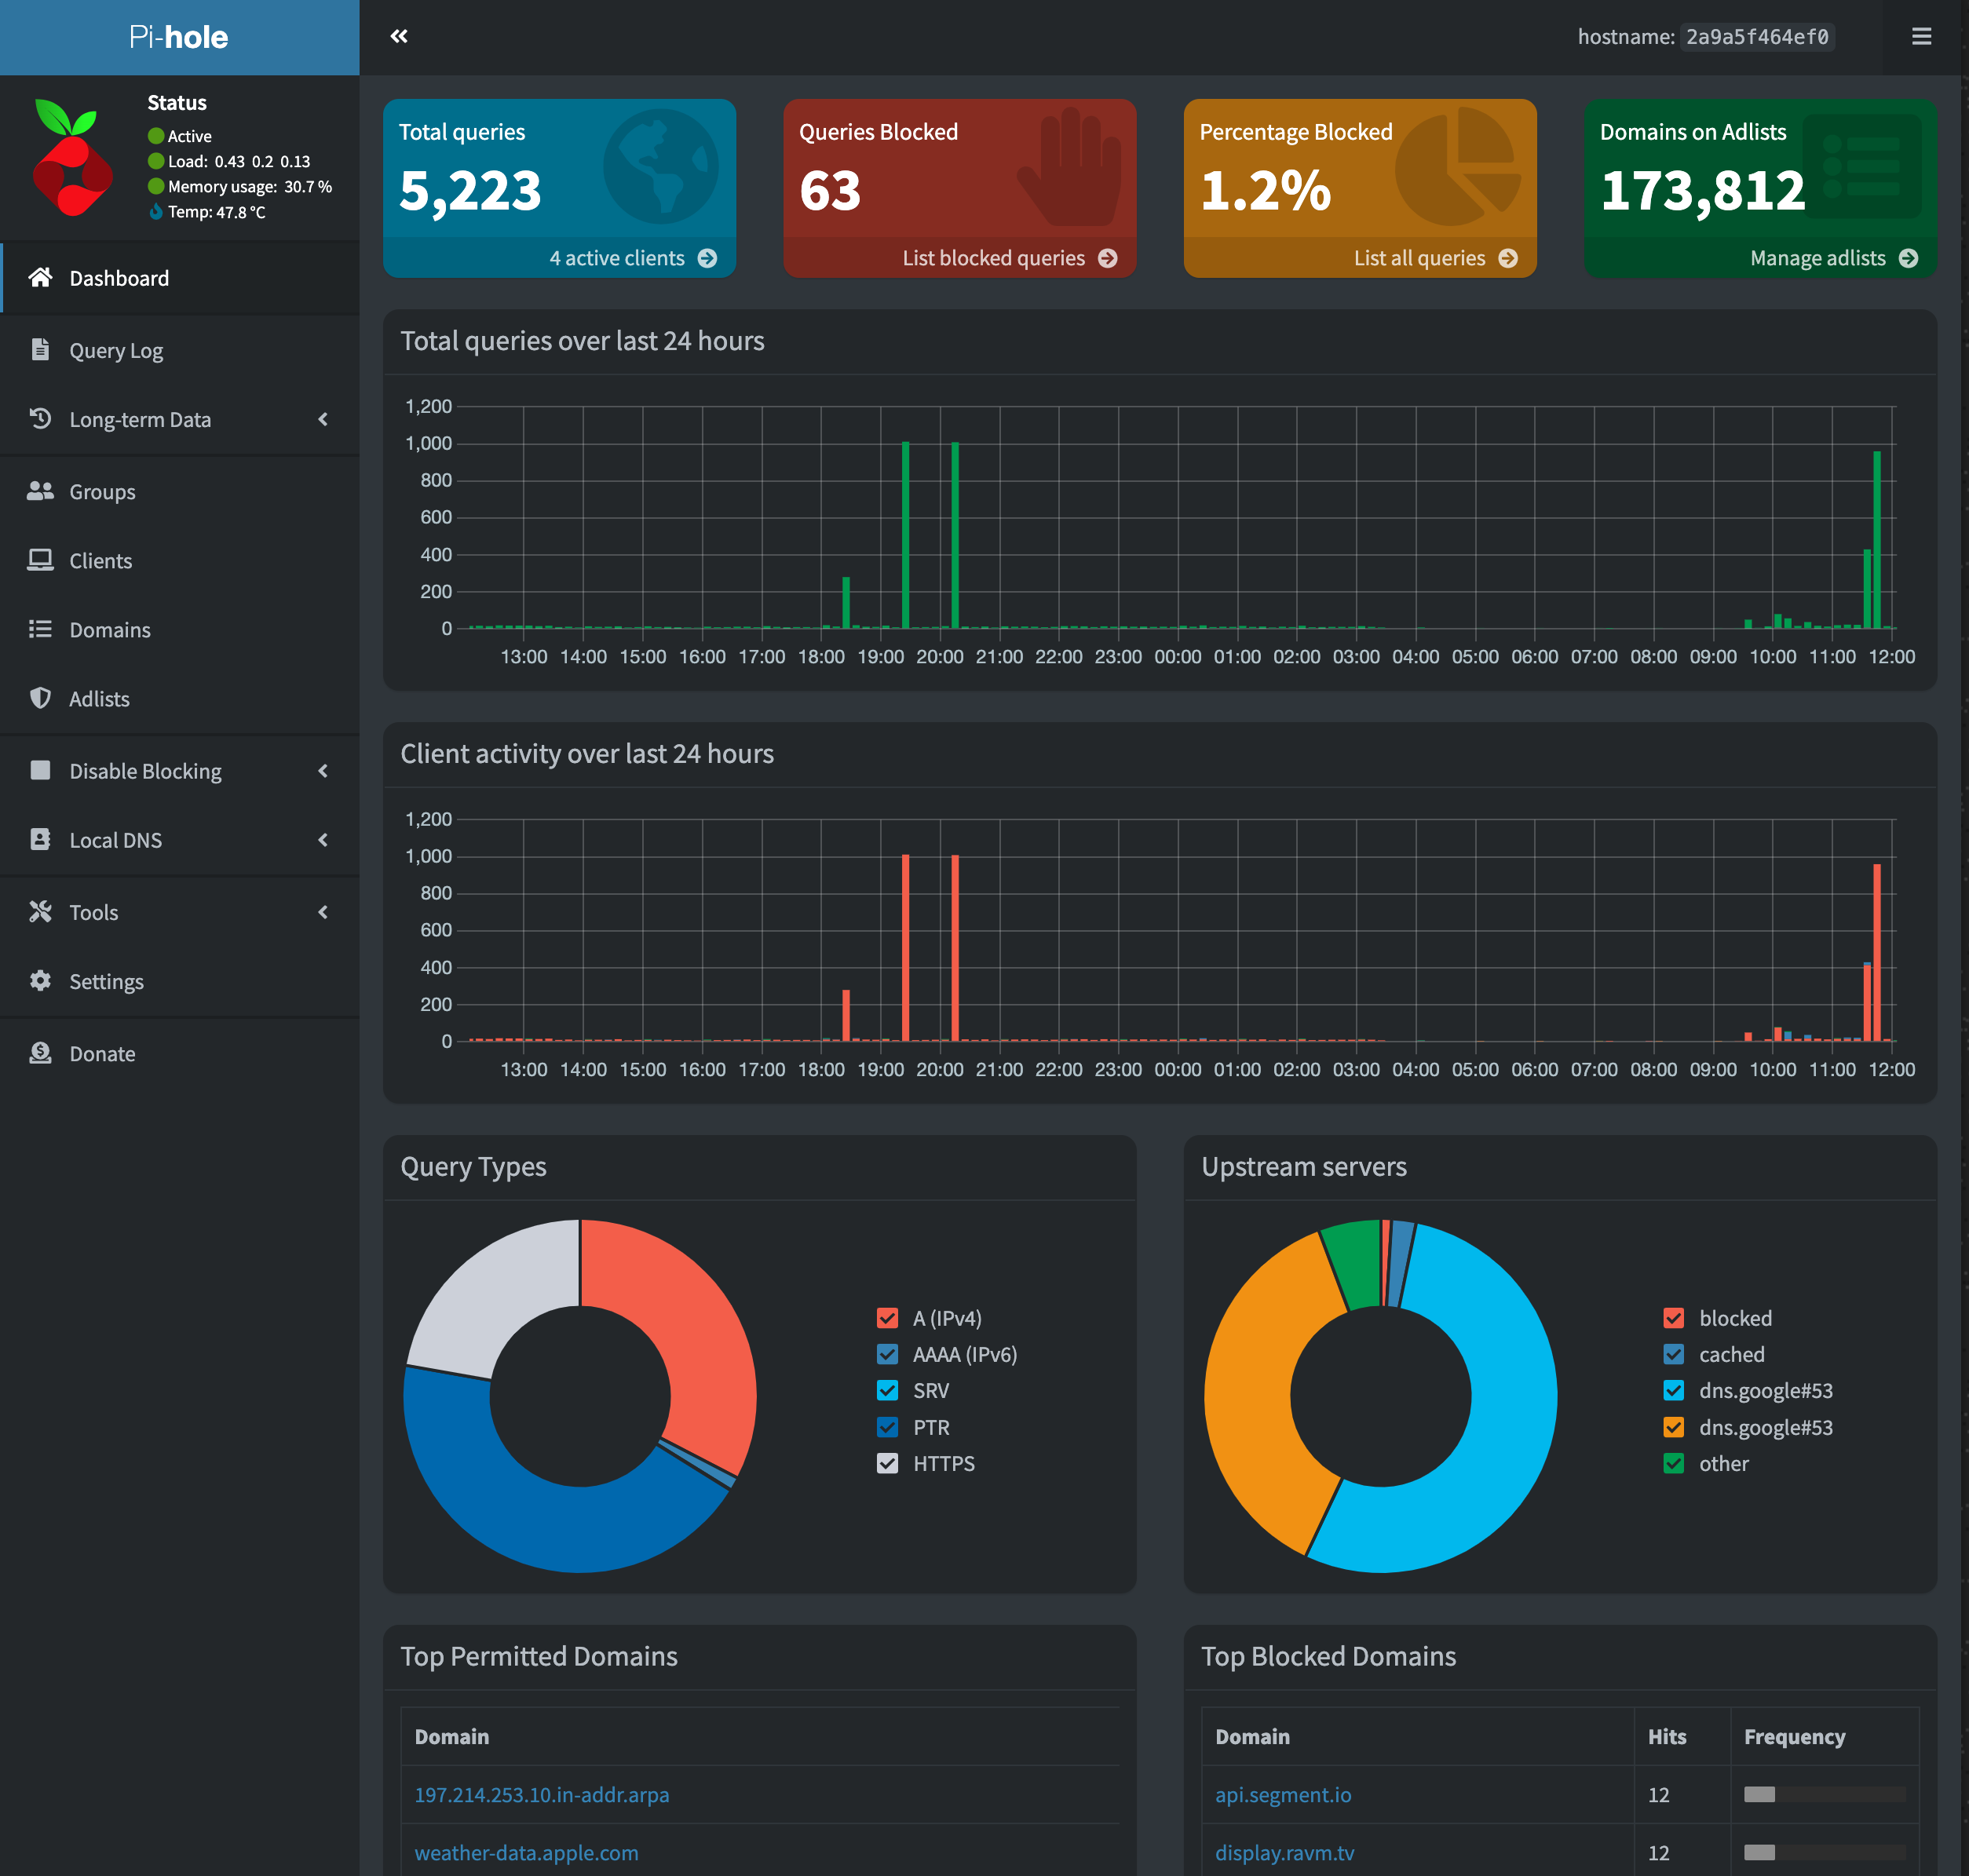 Pi-hole
hostname: 2a9a5f464ef0
Status
Active
Load: 0.43 0.2 0.13
Memory usage: 30.7 %
Temp: 47.8 °C
Dashboard
Query Log
Long-term Data
Groups
Clients
Domains
Adlists
Disable Blocking
Local DNS
Tools
Settings
Donate
Total queries
5,223
4 active clients
Queries Blocked
63
List blocked queries
Percentage Blocked
1.2%
List all queries
Domains on Adlists
173,812
Manage adlists
Total queries over last 24 hours
1,200
1,000
800
600
400
200
0
13:00 14:00 15:00 16:00 17:00 18:00 19:00 20:00 21:00 22:00 23:00 00:00 01:00 02:00 03:00 04:00 05:00 06:00 07:00 08:00 09:00 10:00 11:00 12:00
Client activity over last 24 hours
1,200
1,000
800
600
400
200
0
13:00 14:00 15:00 16:00 17:00 18:00 19:00 20:00 21:00 22:00 23:00 00:00 01:00 02:00 03:00 04:00 05:00 06:00 07:00 08:00 09:00 10:00 11:00 12:00
Query Types
A (IPv4)
AAAA (IPv6)
SRV
PTR
HTTPS
Upstream servers
blocked
cached
dns.google#53
dns.google#53
other
Top Permitted Domains
Domain
197.214.253.10.in-addr.arpa
weather-data.apple.com
Top Blocked Domains
Domain Hits Frequency
api.segment.io 12
display.ravm.tv 12